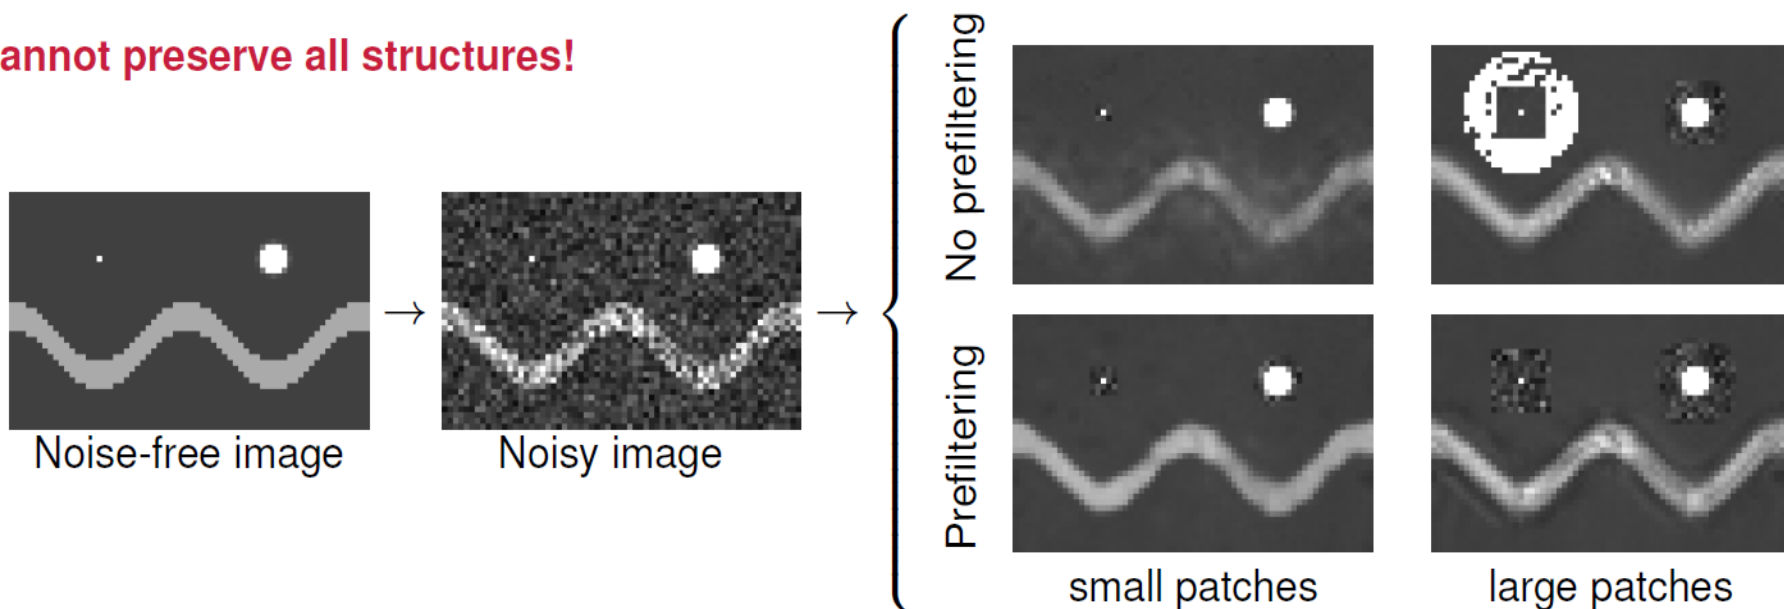 annot preserve all structures!
Noise-free image
→
Noisy image
→
No prefiltering
Prefiltering
small patches
large patches